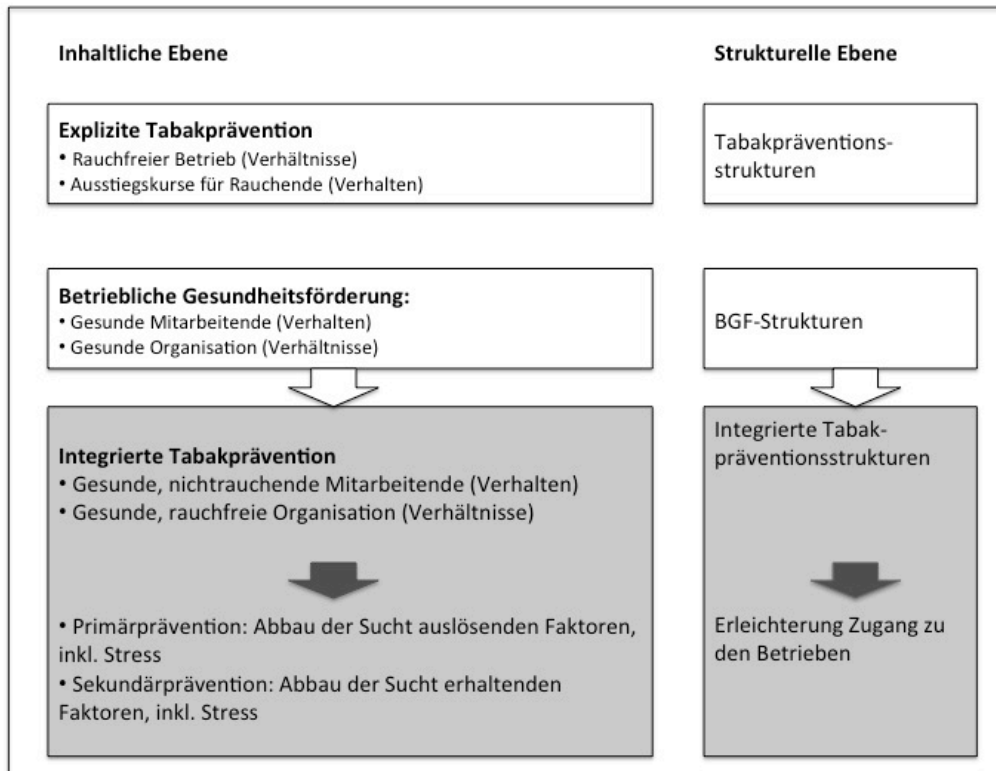 Inhaltliche Ebene
Strukturelle Ebene
Explizite Tabakprävention
• Rauchfreier Betrieb (Verhältnisse)
• Ausstiegskurse für Rauchende (Verhalten)
Tabakpräventions-
strukturen
Betriebliche Gesundheitsförderung:
• Gesunde Mitarbeitende (Verhalten)
• Gesunde Organisation (Verhältnisse)
BGF-Strukturen
Integrierte Tabakprävention
• Gesunde, nichtrauchende Mitarbeitende (Verhalten)
• Gesunde, rauchfreie Organisation (Verhältnisse)
• Primärprävention: Abbau der Sucht auslösenden Faktoren,
inkl. Stress
• Sekundärprävention: Abbau der Sucht erhaltenden
Faktoren, inkl. Stress
Integrierte Tabak-
präventionsstrukturen
Erleichterung Zugang zu
den Betrieben